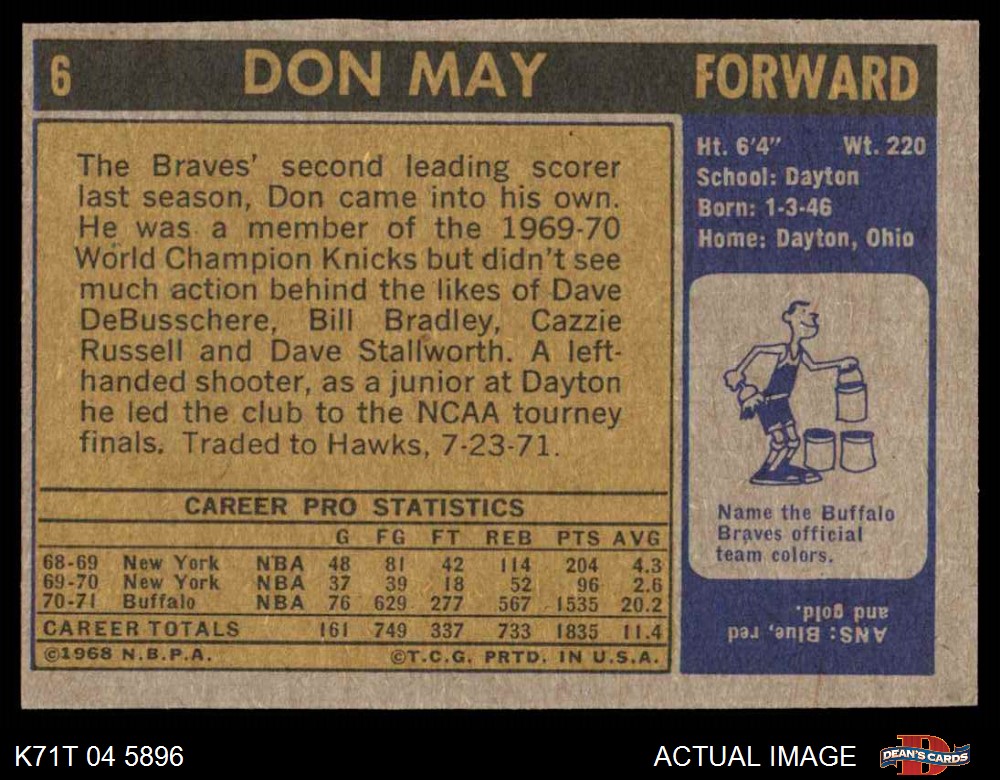 6 DON MAY FORWARD
The Braves' second leading scorer
last season, Don came into his own.
He was a member of the 1969-70
World Champion Knicks but didn't see
much action behind the likes of Dave
DeBusschere, Bill Bradley, Cazzie
Russell and Dave Stallworth. A left-
handed shooter, as a junior at Dayton
he led the club to the NCAA tourney
finals. Traded to Hawks, 7-23-71.
Ht. 6'4" Wt. 220
School: Dayton
Born: 1-3-46
Home: Dayton, Ohio
Name the Buffalo
Braves official
team colors.
ANS: Blue, red,
and gold.
CAREER PRO STATISTICS
G FG FT REB PTS AVG
68-69 New York NBA 48 81 42 114 204 4.3
69-70 New York NBA 37 39 18 52 96 2.6
70-71 Buffalo NBA 76 629 277 567 1535 20.2
CAREER TOTALS 161 749 337 733 1835 11.4
©1968 N.B.P.A. ©T.C.G. PRTD. IN U.S.A.
K71T 04 5896 ACTUAL IMAGE DEAN'S CARDS